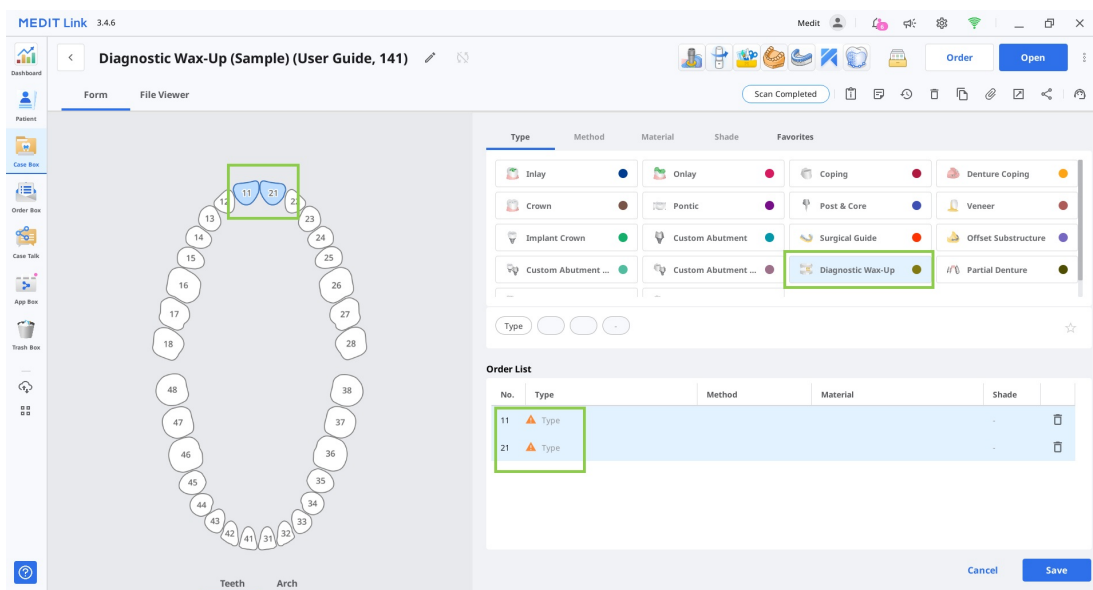 MEDIT Link 3.4.6
Medit
Dashboard
Diagnostic Wax-Up (Sample) (User Guide, 141)
Order
Open
Form
File Viewer
Scan Completed
Patient
Case Box
Order Box
Case Talk
App Box
Trash Box
11 21
12 22
13 23
14 24
15 25
16 26
17 27
18 28
48 38
47 37
46 36
45 35
44 34
43 33
42 41 31 32
Teeth
Arch
Type
Method
Material
Shade
Favorites
Inlay
Onlay
Coping
Denture Coping
Crown
Pontic
Post & Core
Veneer
Implant Crown
Custom Abutment
Surgical Guide
Offset Substructure
Custom Abutment ...
Custom Abutment ...
Diagnostic Wax-Up
Partial Denture
Type
-
Order List
No. Type Method Material Shade
11 Type -
21 Type -
Cancel
Save